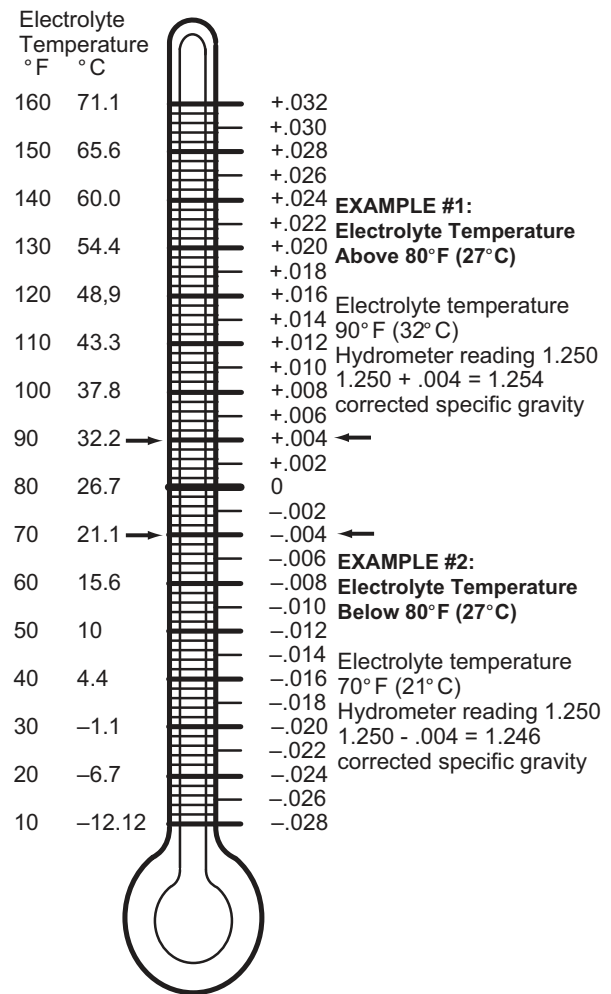 Electrolyte
Temperature
°F °C
160 71.1 +.032
+.030
150 65.6 +.028
+.026
140 60.0 +.024
+.022
130 54.4 +.020
+.018
120 48,9 +.016
+.014
110 43.3 +.012
+.010
100 37.8 +.008
+.006
90 32.2 +.004
+.002
80 26.7 0
–.002
70 21.1 –.004
–.006
60 15.6 –.008
–.010
50 10 –.012
–.014
40 4.4 –.016
–.018
30 –1.1 –.020
–.022
20 –6.7 –.024
–.026
10 –12.12 –.028
EXAMPLE #1:
Electrolyte Temperature
Above 80°F (27°C)
Electrolyte temperature
90°F (32°C)
Hydrometer reading 1.250
1.250 + .004 = 1.254
corrected specific gravity
EXAMPLE #2:
Electrolyte Temperature
Below 80°F (27°C)
Electrolyte temperature
70°F (21°C)
Hydrometer reading 1.250
1.250 - .004 = 1.246
corrected specific gravity